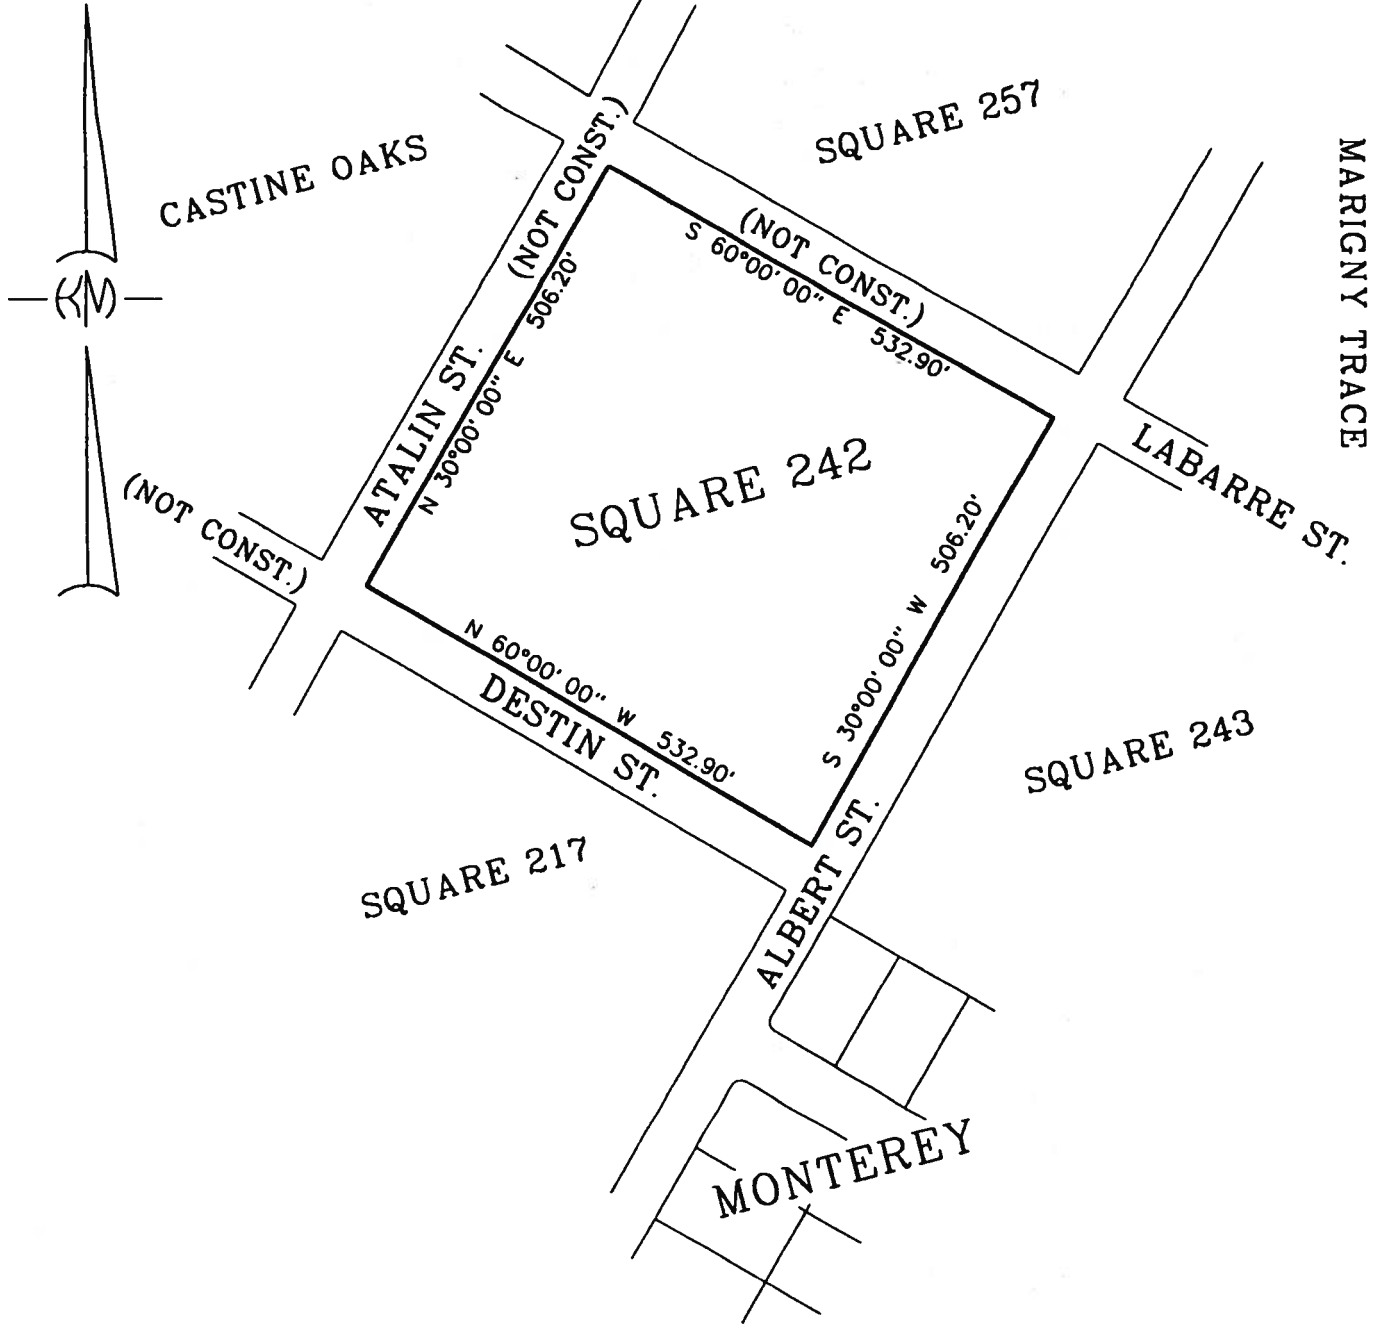 SQUARE 257
CASTINE OAKS
(NOT CONST.)
MARIGNY TRACE
(NOT CONST.)
S 60°00'00" E 532.90'
KM
ATALIN ST.
N 30°00'00" E 506.20'
SQUARE 242
LABARRE ST.
(NOT CONST.)
S 30°00'00" W 506.20'
N 60°00'00" W 532.90'
DESTIN ST.
SQUARE 243
ALBERT ST.
SQUARE 217
MONTEREY